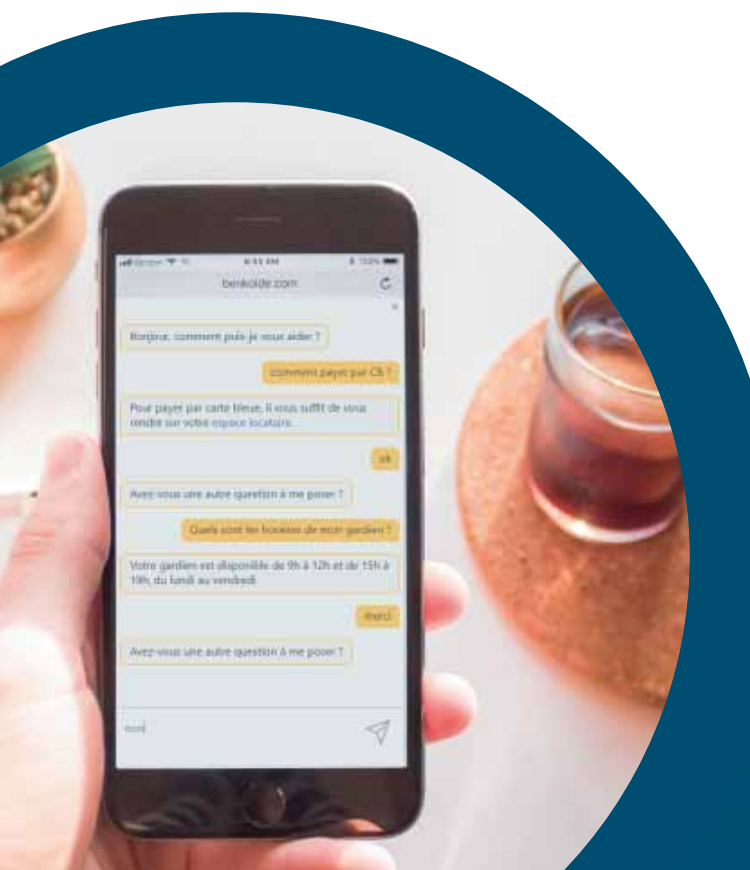 Bonjour, comment puis-je vous aider ?
comment payer par CB ?
Pour payer par carte bleue, il vous suffit de vous
rendre sur votre espace locataire.
ok
Avez-vous une autre question à me poser ?
Quels sont les horaires de mon gardien ?
Votre gardien est disponible de 9h à 12h et de 15h à
19h, du lundi au vendredi
merci
Avez-vous une autre question à me poser ?